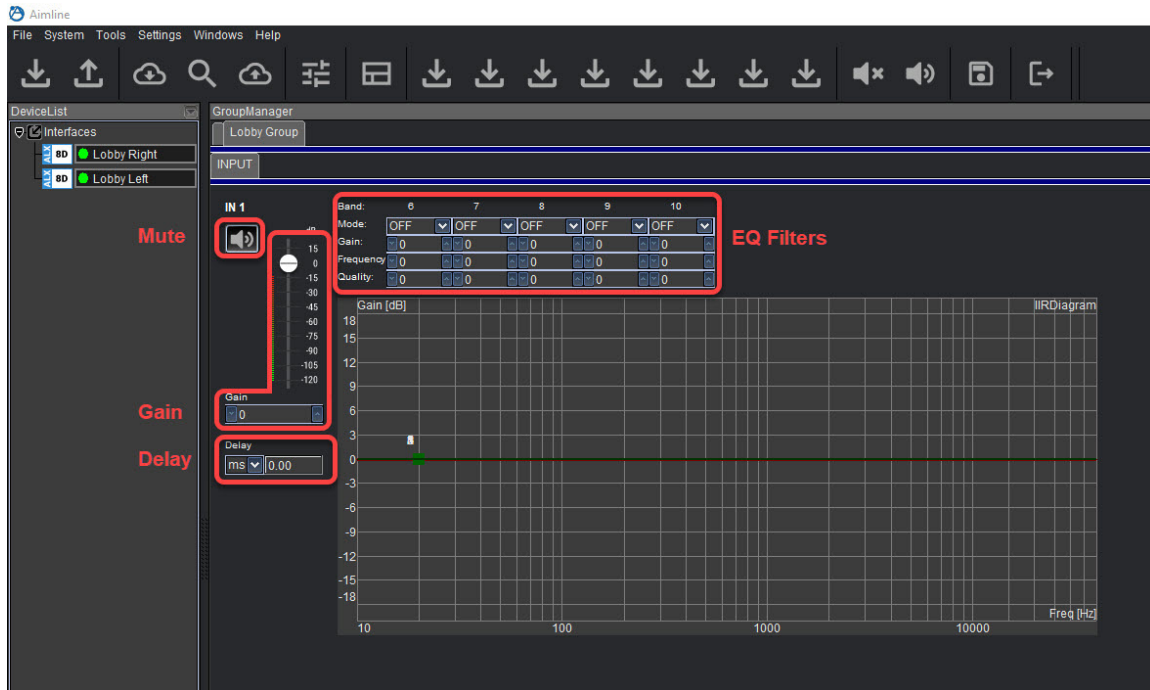 Aimline
File System Tools Settings Windows Help
DeviceList
GroupManager
Interfaces
Lobby Group
ALX 8D Lobby Right
INPUT
ALX 8D Lobby Left
IN 1
Band: 6 7 8 9 10
Mute
dB
Mode: OFF OFF OFF OFF OFF
EQ Filters
Gain: 0 0 0 0 0
Frequency 0 0 0 0 0
Quality: 0 0 0 0 0
15
0
-15
-30
-45
-60
-75
-90
-105
-120
Gain
Gain
0
Delay
Delay
ms 0.00
Gain [dB] IIRDiagram
18
15
12
9
6
3
0
-3
-6
-9
-12
-15
-18
Freq [Hz]
10 100 1000 10000